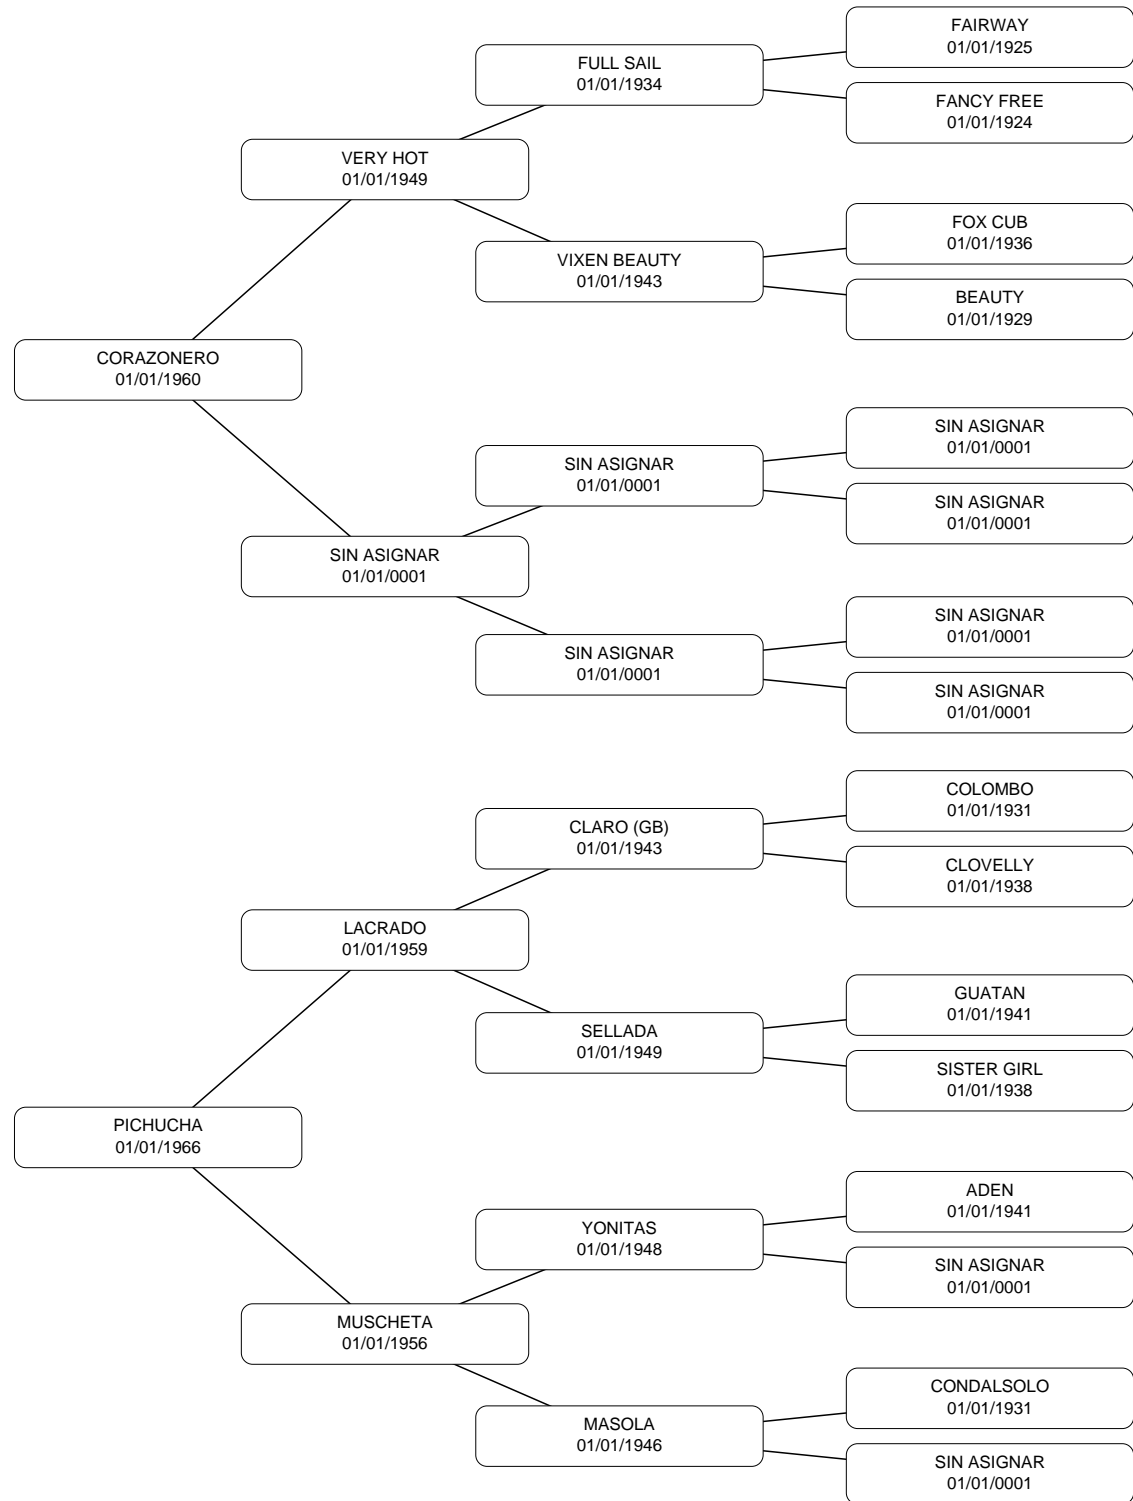 FAIRWAY
01/01/1925
FULL SAIL
01/01/1934
FANCY FREE
01/01/1924
VERY HOT
01/01/1949
FOX CUB
01/01/1936
VIXEN BEAUTY
01/01/1943
BEAUTY
01/01/1929
CORAZONERO
01/01/1960
SIN ASIGNAR
01/01/0001
SIN ASIGNAR
01/01/0001
SIN ASIGNAR
01/01/0001
SIN ASIGNAR
01/01/0001
SIN ASIGNAR
01/01/0001
SIN ASIGNAR
01/01/0001
SIN ASIGNAR
01/01/0001
COLOMBO
01/01/1931
CLARO (GB)
01/01/1943
CLOVELLY
01/01/1938
LACRADO
01/01/1959
GUATAN
01/01/1941
SELLADA
01/01/1949
SISTER GIRL
01/01/1938
PICHUCHA
01/01/1966
ADEN
01/01/1941
YONITAS
01/01/1948
SIN ASIGNAR
01/01/0001
MUSCHETA
01/01/1956
CONDALSOLO
01/01/1931
MASOLA
01/01/1946
SIN ASIGNAR
01/01/0001